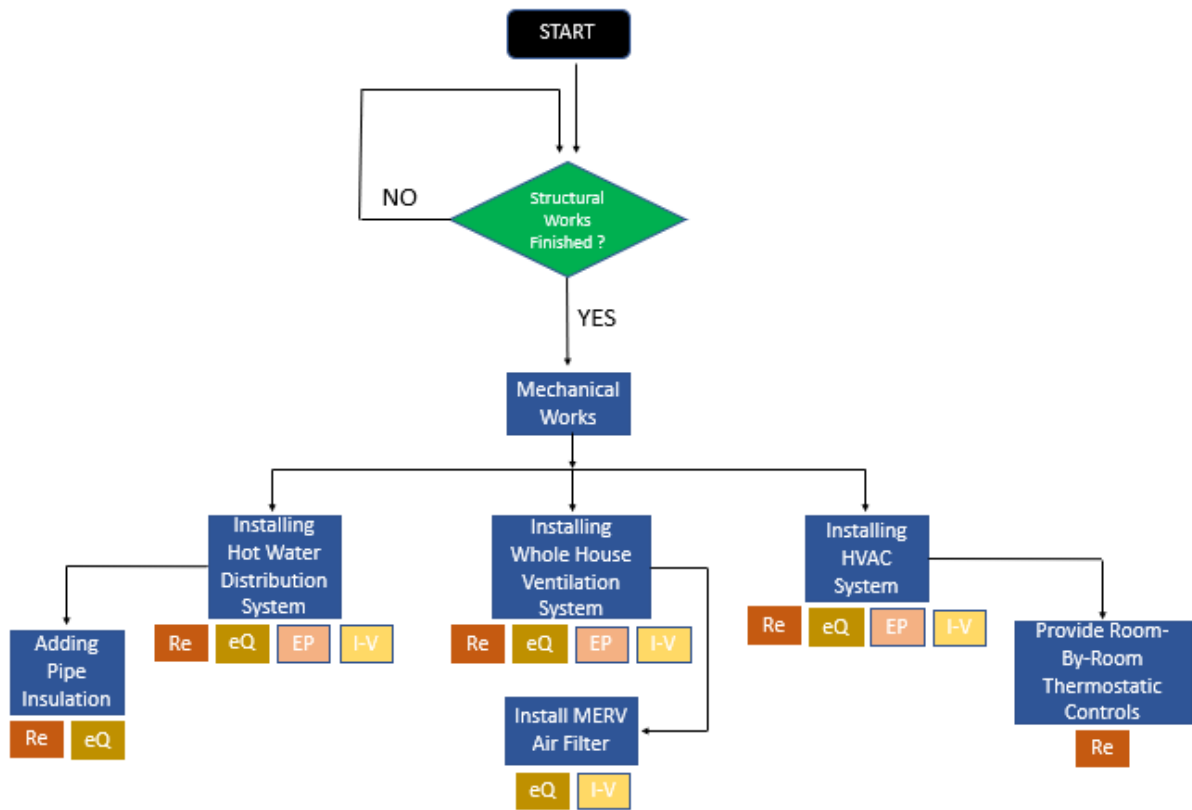 START
NO
Structural
Works
Finished ?
YES
Mechanical
Works
Installing
Hot Water
Distribution
System
Re eQ EP I-V
Installing
Whole House
Ventilation
System
Re eQ EP I-V
Installing
HVAC
System
Re eQ EP I-V
Adding
Pipe
Insulation
Re eQ
Install MERV
Air Filter
eQ I-V
Provide Room-
By-Room
Thermostatic
Controls
Re